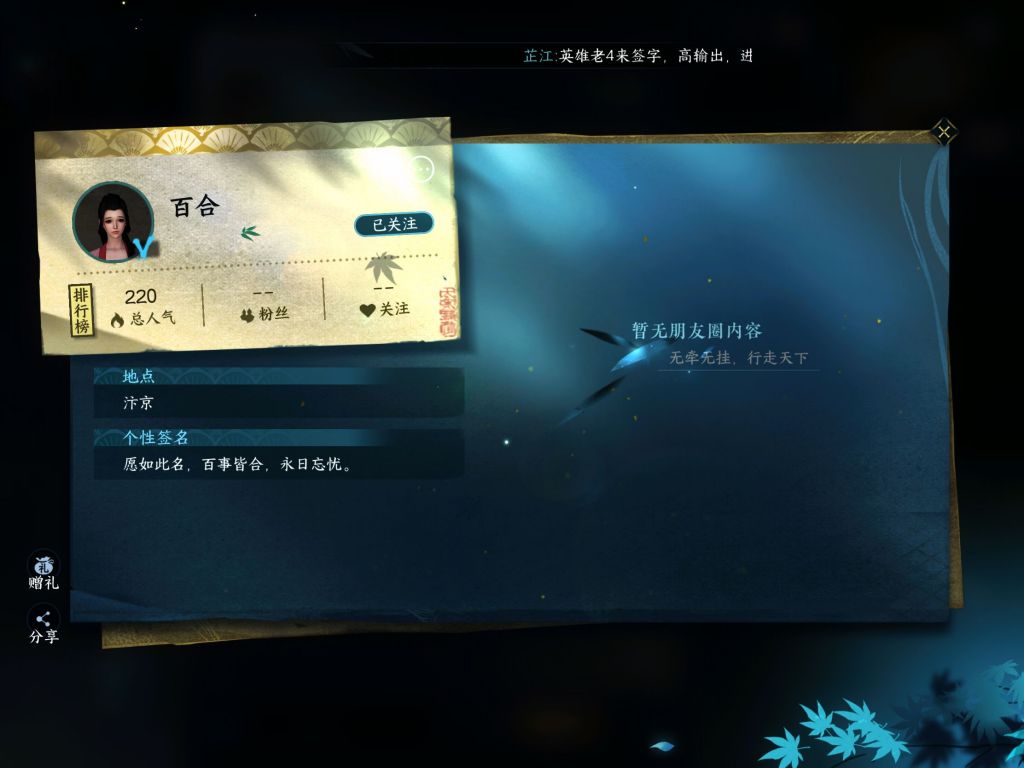 芷江:英雄老4来签字，高输出，进
百合
已关注
排行榜
220
总人气
--
粉丝
--
关注
地点
汴京
个性签名
愿如此名，百事皆合，永日忘忧。
暂无朋友圈内容
无牵无挂，行走天下
赠礼
分享